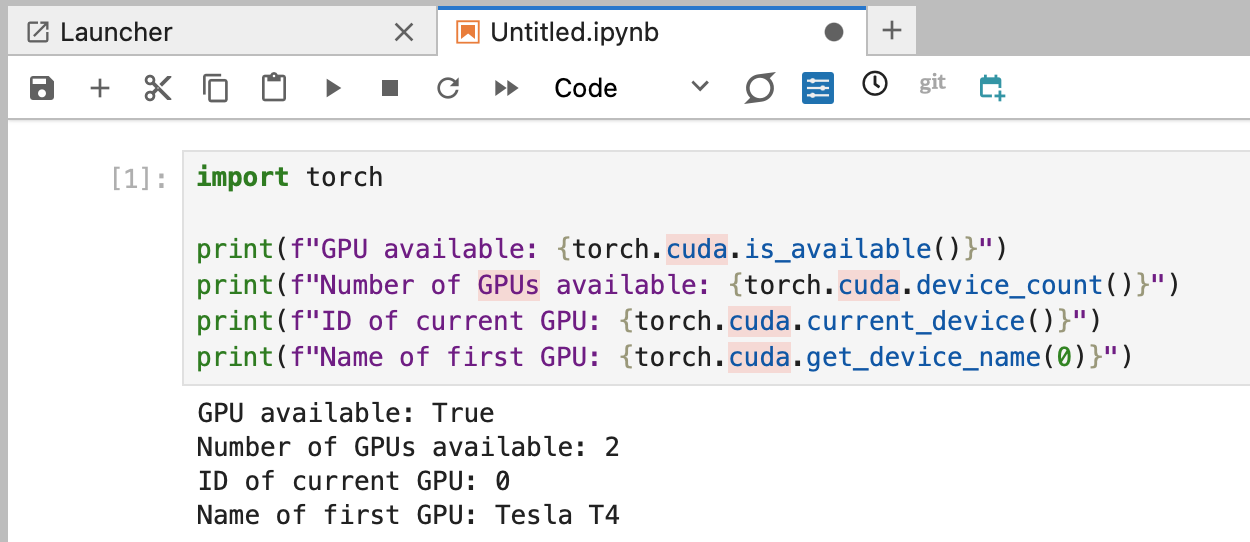 Launcher
Untitled.ipynb
Code
git
[1]:
import torch
print(f"GPU available: {torch.cuda.is_available()}")
print(f"Number of GPUs available: {torch.cuda.device_count()}")
print(f"ID of current GPU: {torch.cuda.current_device()}")
print(f"Name of first GPU: {torch.cuda.get_device_name(0)}")
GPU available: True
Number of GPUs available: 2
ID of current GPU: 0
Name of first GPU: Tesla T4